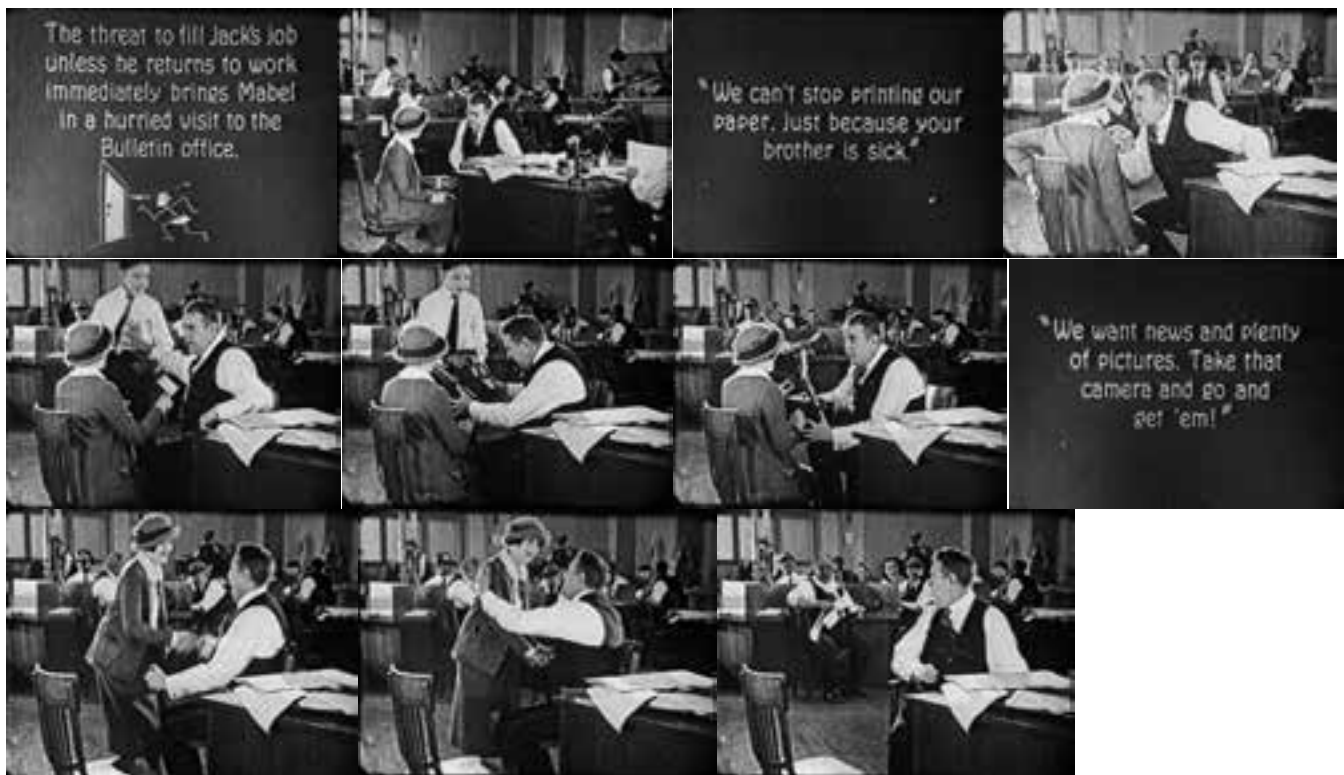 The threat to fill Jack's job
unless he returns to work
immediately brings Mabel
in a hurried visit to the
Bulletin office.
"We can't stop printing our
paper, just because your
brother is sick."
"We want news and plenty
of pictures. Take that
camera and go and
get 'em!"